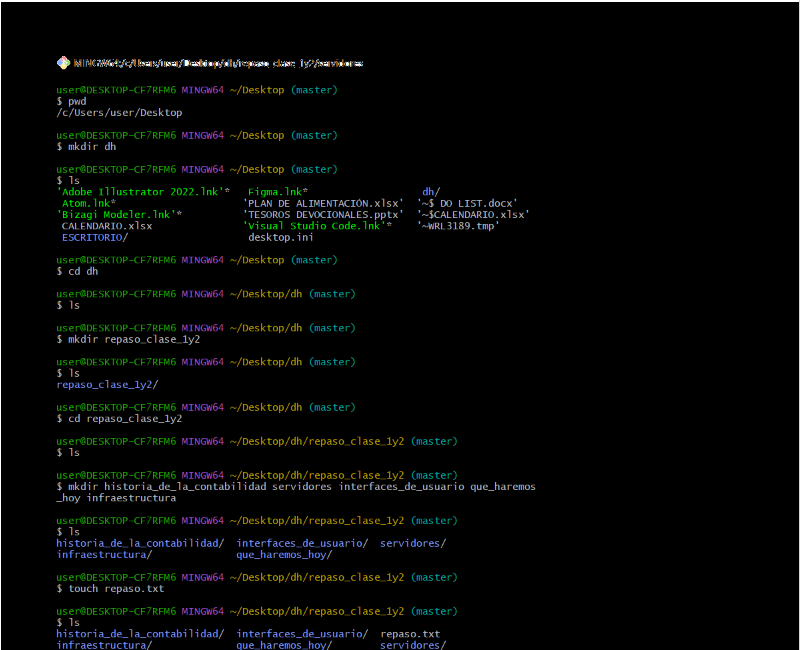 MINGW64:/c/Users/user/Desktop/dh/repaso_clase_1y2/servidores
user@DESKTOP-CF7RFM6 MINGW64 ~/Desktop (master)
$ pwd
/c/Users/user/Desktop
user@DESKTOP-CF7RFM6 MINGW64 ~/Desktop (master)
$ mkdir dh
user@DESKTOP-CF7RFM6 MINGW64 ~/Desktop (master)
$ ls
'Adobe Illustrator 2022.lnk'*   Figma.lnk*                   dh/
 Atom.lnk*                     'PLAN DE ALIMENTACIÓN.xlsx'  '~$ DO LIST.docx'
'Bizagi Modeler.lnk'*          'TESOROS DEVOCIONALES.pptx'  '~$CALENDARIO.xlsx'
 CALENDARIO.xlsx               'Visual Studio Code.lnk'*    '~WRL3189.tmp'
 ESCRITORIO/                    desktop.ini
user@DESKTOP-CF7RFM6 MINGW64 ~/Desktop (master)
$ cd dh
user@DESKTOP-CF7RFM6 MINGW64 ~/Desktop/dh (master)
$ ls
user@DESKTOP-CF7RFM6 MINGW64 ~/Desktop/dh (master)
$ mkdir repaso_clase_1y2
user@DESKTOP-CF7RFM6 MINGW64 ~/Desktop/dh (master)
$ ls
repaso_clase_1y2/
user@DESKTOP-CF7RFM6 MINGW64 ~/Desktop/dh (master)
$ cd repaso_clase_1y2
user@DESKTOP-CF7RFM6 MINGW64 ~/Desktop/dh/repaso_clase_1y2 (master)
$ ls
user@DESKTOP-CF7RFM6 MINGW64 ~/Desktop/dh/repaso_clase_1y2 (master)
$ mkdir historia_de_la_contabilidad servidores interfaces_de_usuario que_haremos
_hoy infraestructura
user@DESKTOP-CF7RFM6 MINGW64 ~/Desktop/dh/repaso_clase_1y2 (master)
$ ls
historia_de_la_contabilidad/  interfaces_de_usuario/  servidores/
infraestructura/              que_haremos_hoy/
user@DESKTOP-CF7RFM6 MINGW64 ~/Desktop/dh/repaso_clase_1y2 (master)
$ touch repaso.txt
user@DESKTOP-CF7RFM6 MINGW64 ~/Desktop/dh/repaso_clase_1y2 (master)
$ ls
historia_de_la_contabilidad/  interfaces_de_usuario/  repaso.txt
infraestructura/              que_haremos_hoy/        servidores/